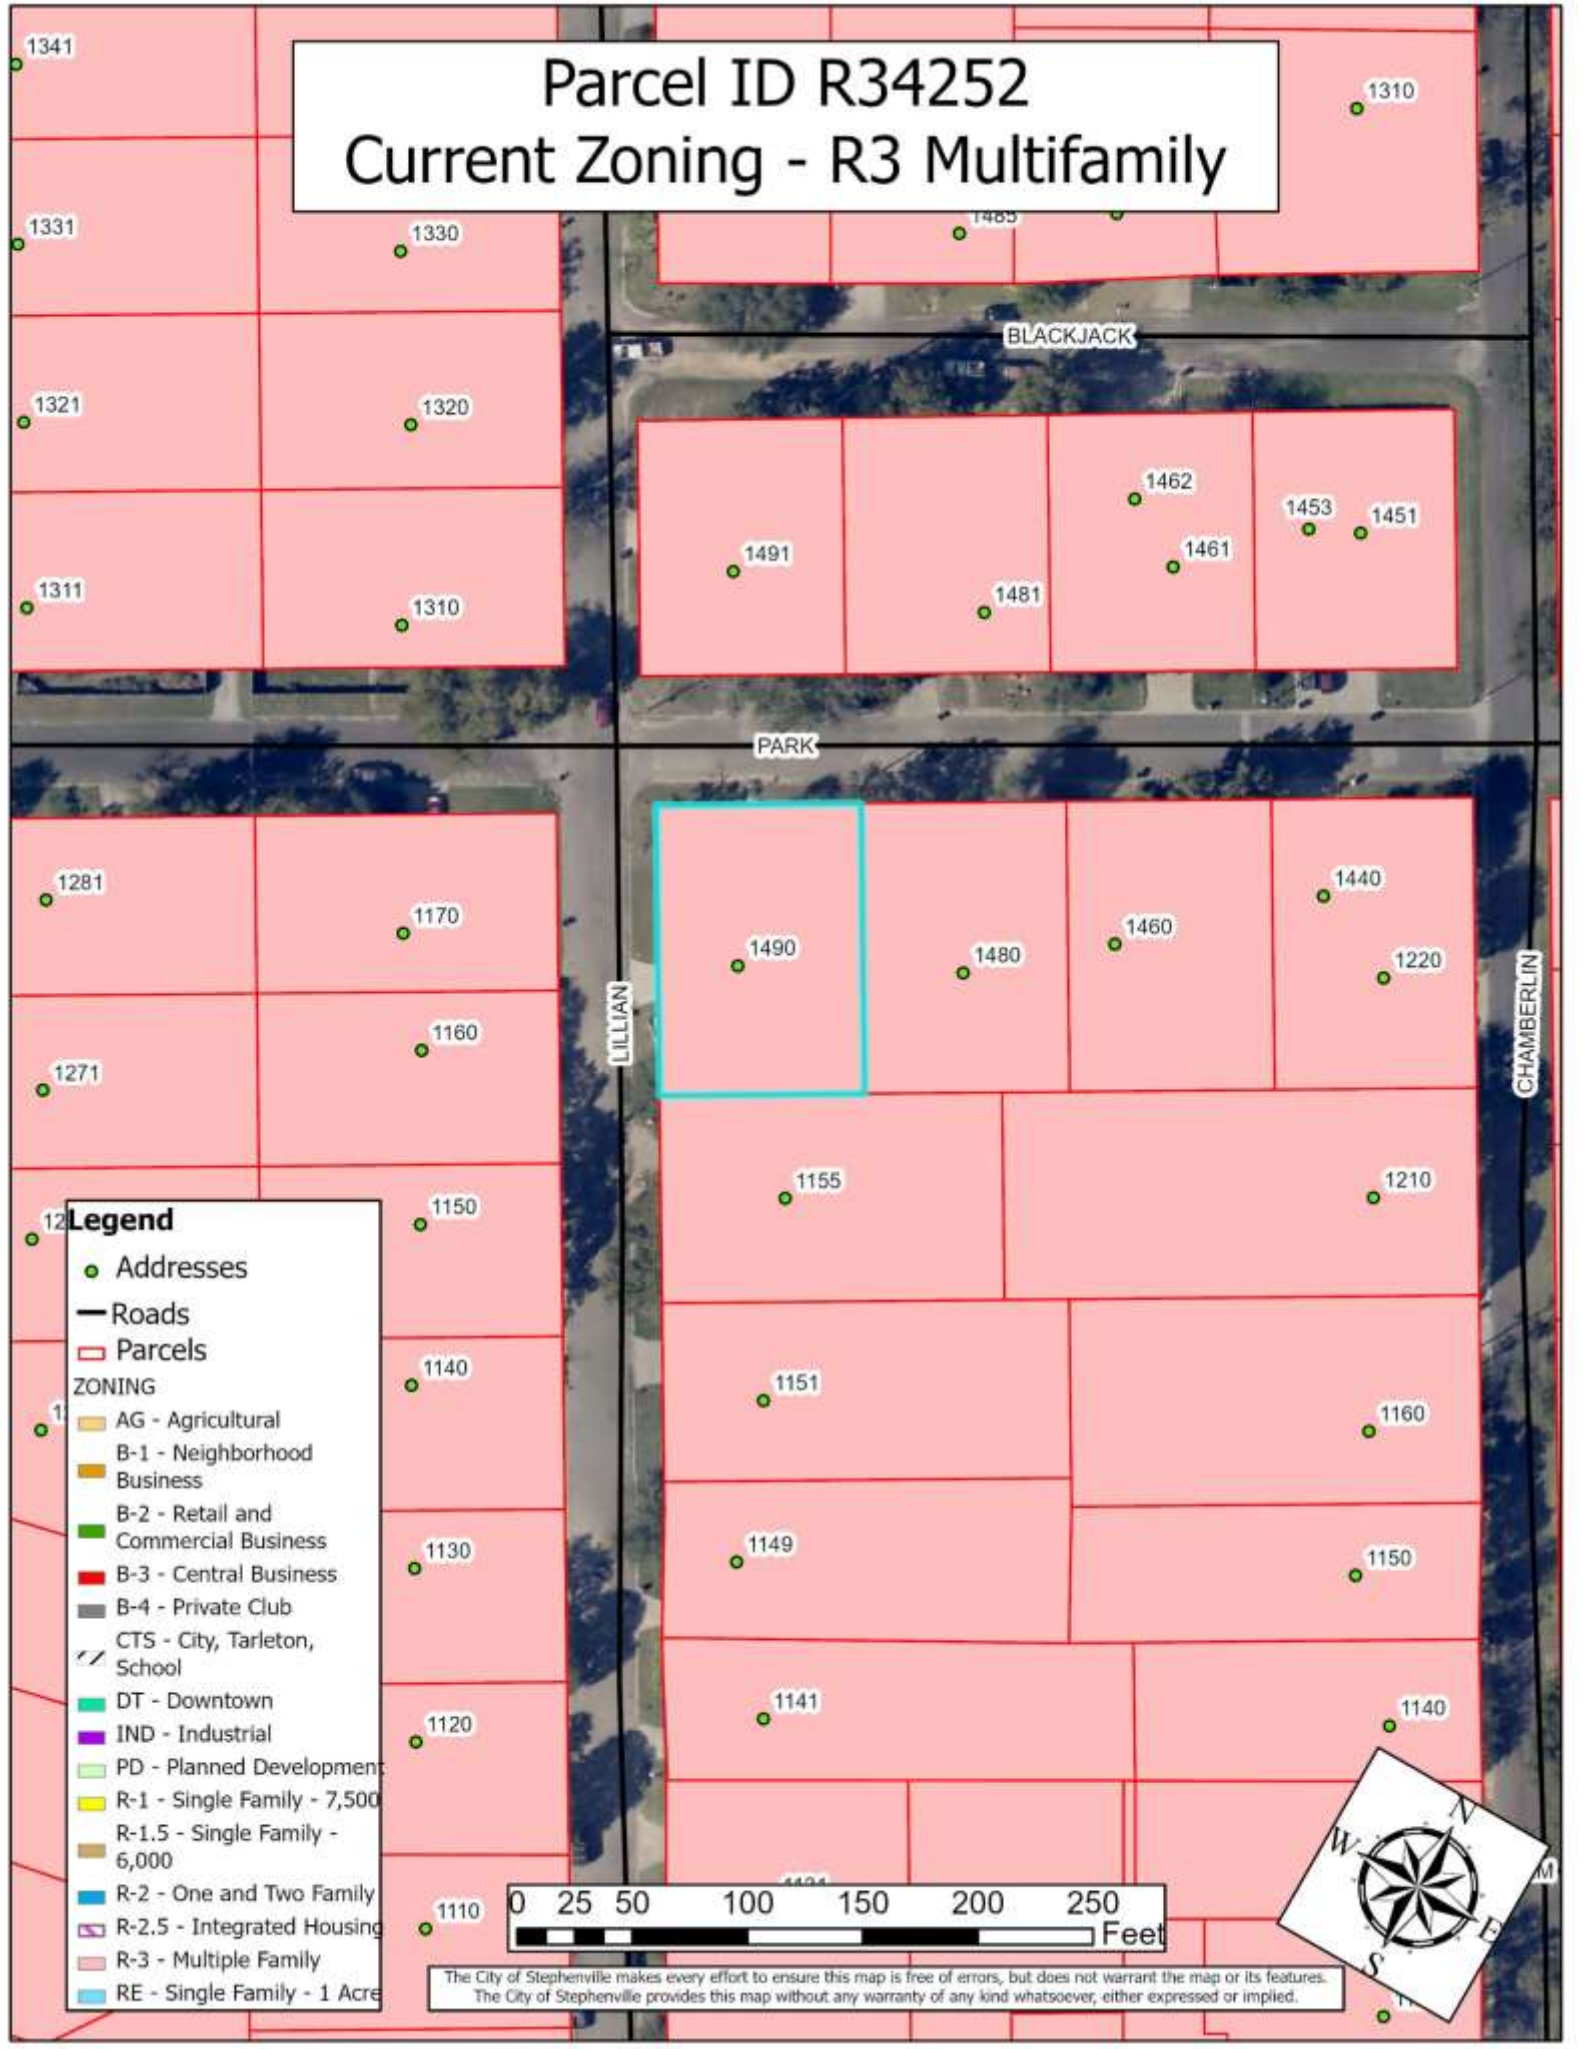 Parcel ID R34252
Current Zoning - R3 Multifamily
1341
1310
1331
1330
1485
BLACKJACK
1321
1320
1462
1453
1451
1491
1461
1481
1311
1310
PARK
1281
1170
1490
1480
1460
1440
1220
LILLIAN
CHAMBERLIN
1271
1160
1155
1210
1150
1151
1140
1160
1149
1130
1150
1141
1120
1140
1110
Legend
Addresses
Roads
Parcels
ZONING
AG - Agricultural
B-1 - Neighborhood
Business
B-2 - Retail and
Commercial Business
B-3 - Central Business
B-4 - Private Club
CTS - City, Tarleton,
School
DT - Downtown
IND - Industrial
PD - Planned Development
R-1 - Single Family - 7,500
R-1.5 - Single Family -
6,000
R-2 - One and Two Family
R-2.5 - Integrated Housing
R-3 - Multiple Family
RE - Single Family - 1 Acre
0 25 50 100 150 200 250
Feet
N
W
E
S
The City of Stephenville makes every effort to ensure this map is free of errors, but does not warrant the map or its features.
The City of Stephenville provides this map without any warranty of any kind whatsoever, either expressed or implied.